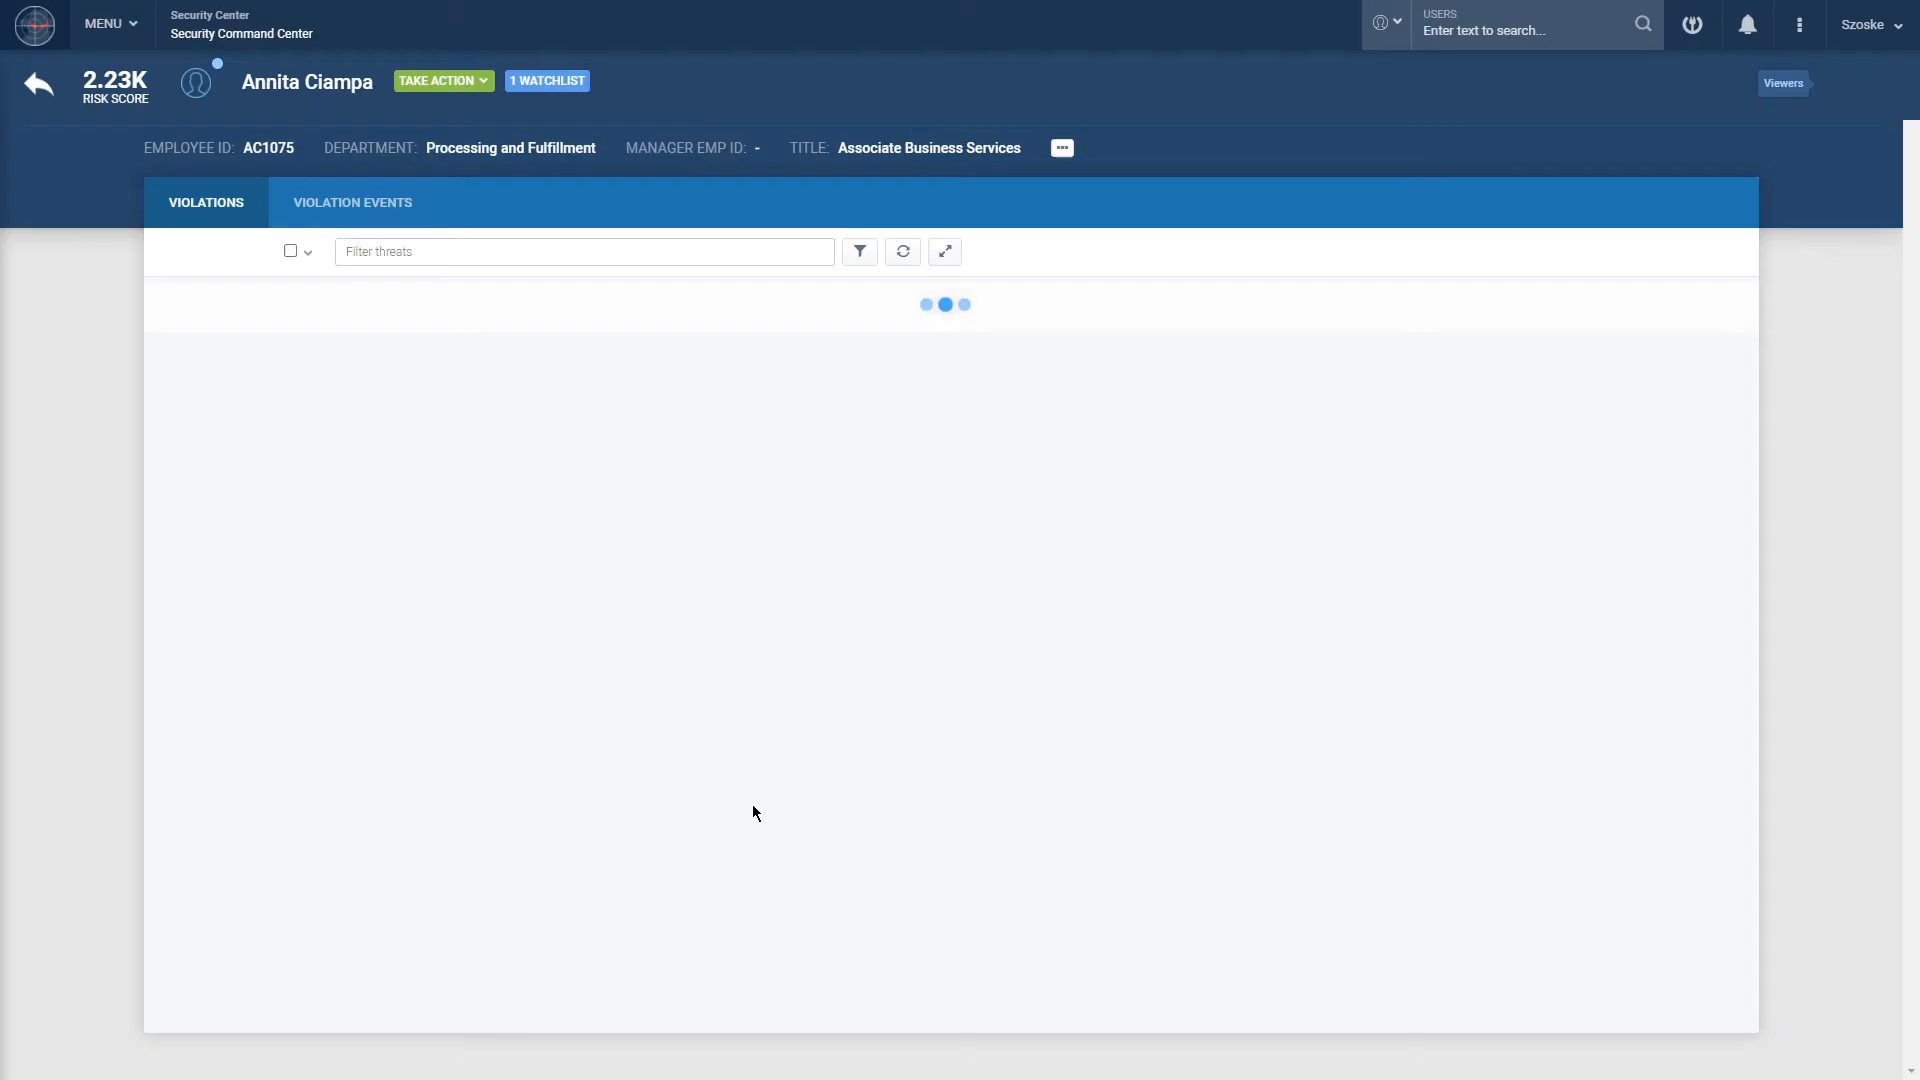 MENU
Security Center
Security Command Center
USERS
Enter text to search...
Szoske
2.23K
RISK SCORE
Annita Ciampa
TAKE ACTION
1 WATCHLIST
Viewers
EMPLOYEE ID: AC1075 DEPARTMENT: Processing and Fulfillment MANAGER EMP ID: - TITLE: Associate Business Services
VIOLATIONS
VIOLATION EVENTS
Filter threats